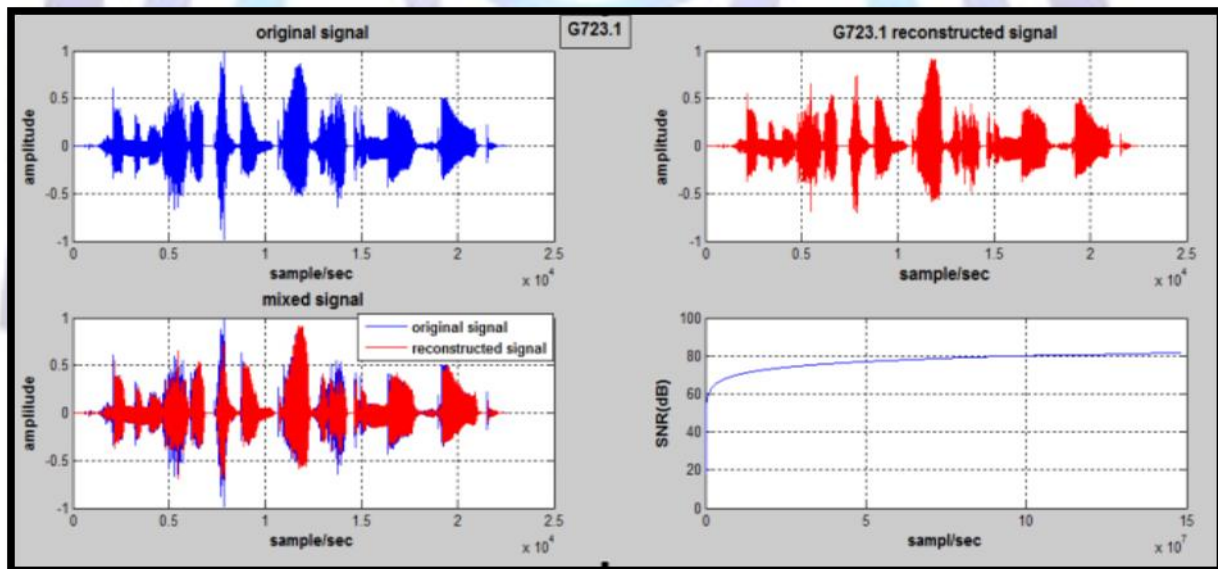 G723.1
original signal
amplitude
1
0.5
0
-0.5
-1
0 0.5 1 1.5 2 2.5
sample/sec
x 10^4
G723.1 reconstructed signal
amplitude
1
0.5
0
-0.5
-1
0 0.5 1 1.5 2 2.5
sample/sec
x 10^4
mixed signal
original signal
reconstructed signal
amplilude
1
0.5
0
-0.5
-1
0 0.5 1 1.5 2 2.5
sample/sec
x 10^4
SNR(dB)
100
80
60
40
20
0
0 5 10 15
sampl/sec
x 10^7